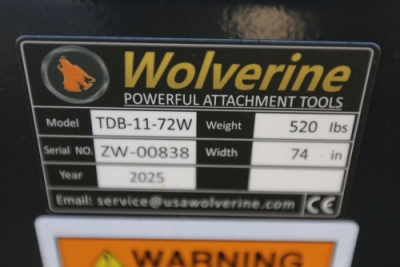 Wolverine
POWERFUL ATTACHMENT TOOLS
Model TDB-11-72W Weight 520 lbs
Serial NO. ZW-00838 Width 74 in
Year 2025
Email: service@usawolverine.com CE
WARNING